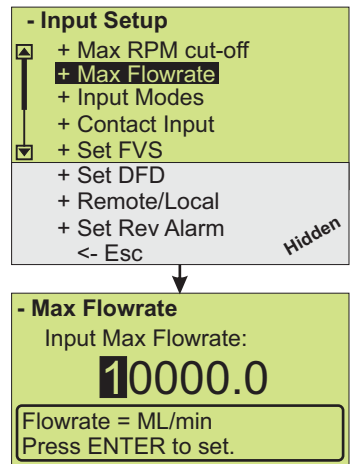 - Input Setup
+ Max RPM cut-off
+ Max Flowrate
+ Input Modes
+ Contact Input
+ Set FVS
+ Set DFD
+ Remote/Local
+ Set Rev Alarm
<- Esc
Hidden
- Max Flowrate
Input Max Flowrate:
10000.0
Flowrate = ML/min
Press ENTER to set.